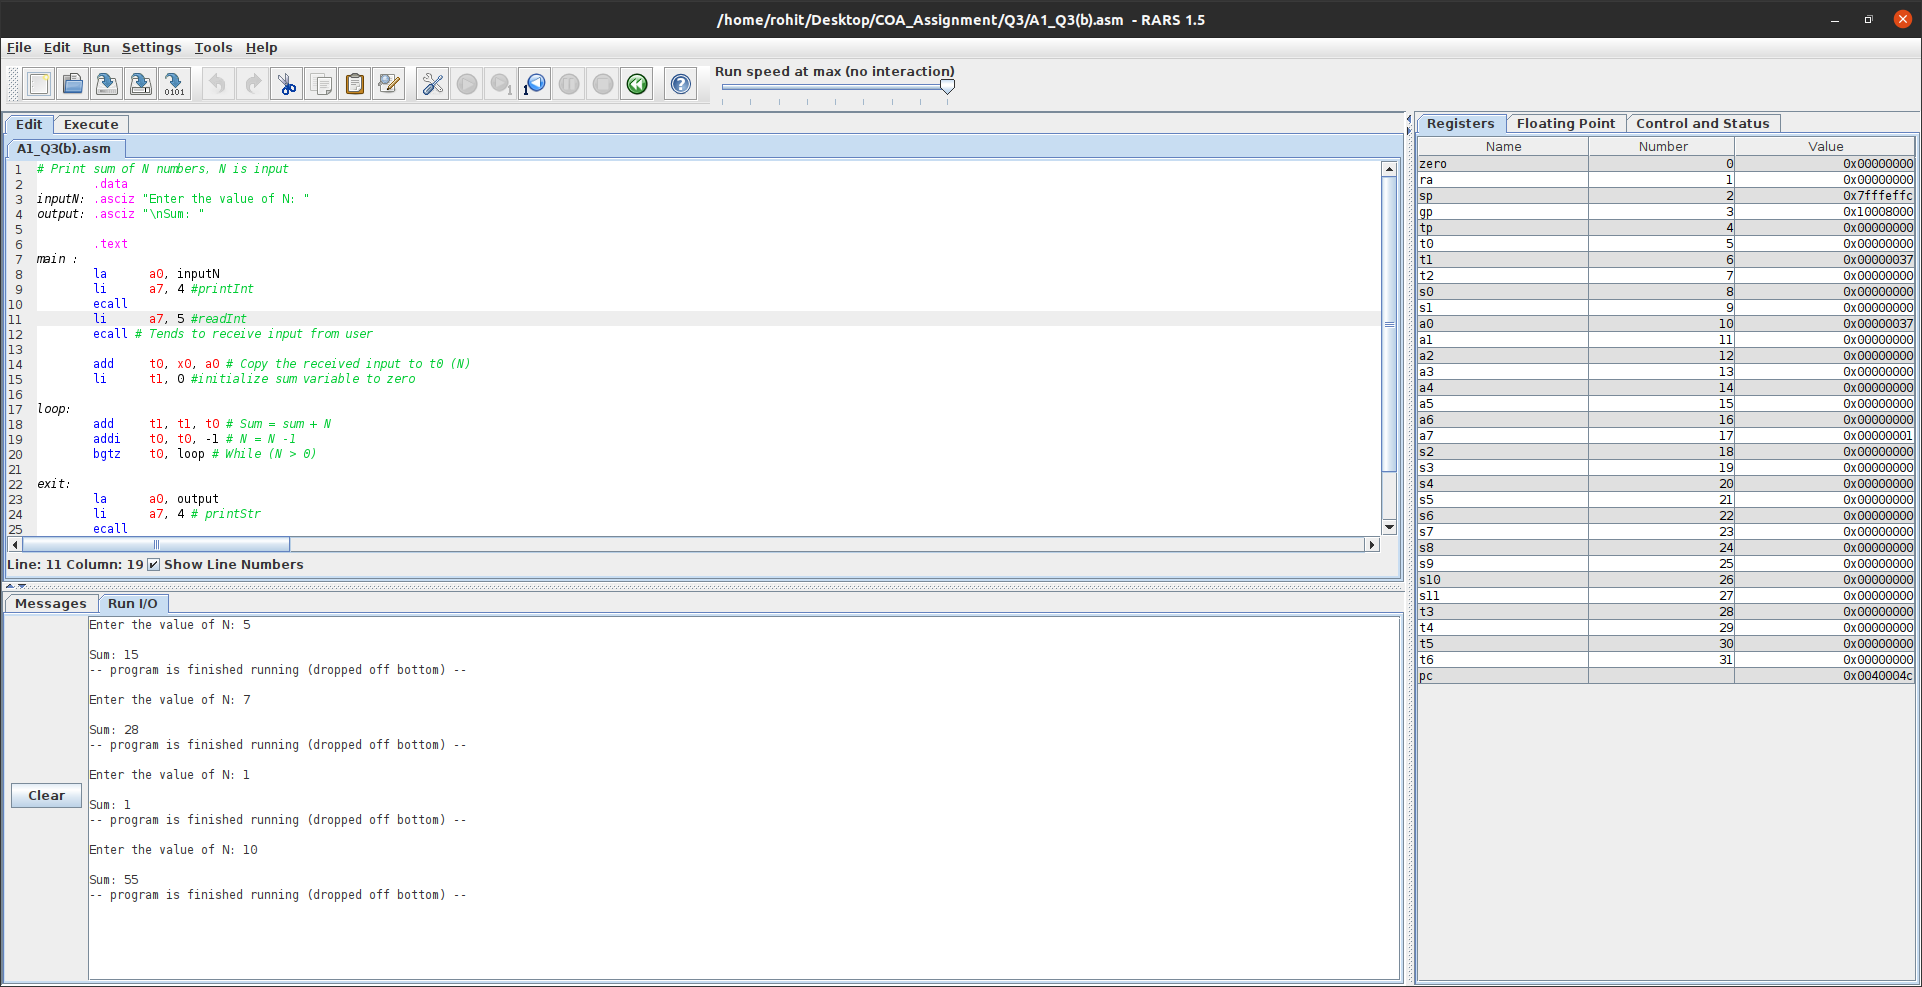 /home/rohit/Desktop/COA_Assignment/Q3/A1_Q3(b).asm - RARS 1.5
File Edit Run Settings Tools Help
Run speed at max (no interaction)
Edit Execute
A1_Q3(b).asm
1 # Print sum of N numbers, N is input
2 .data
3 inputN: .asciz "Enter the value of N: "
4 output: .asciz "\nSum: "
5
6 .text
7 main :
8 la a0, inputN
9 li a7, 4 #printInt
10 ecall
11 li a7, 5 #readInt
12 ecall # Tends to receive input from user
13
14 add t0, x0, a0 # Copy the received input to t0 (N)
15 li t1, 0 #initialize sum variable to zero
16
17 loop:
18 add t1, t1, t0 # Sum = sum + N
19 addi t0, t0, -1 # N = N -1
20 bgtz t0, loop # While (N > 0)
21
22 exit:
23 la a0, output
24 li a7, 4 # printStr
25 ecall
Line: 11 Column: 19 Show Line Numbers
Messages Run I/O
Clear
Enter the value of N: 5
Sum: 15
-- program is finished running (dropped off bottom) --
Enter the value of N: 7
Sum: 28
-- program is finished running (dropped off bottom) --
Enter the value of N: 1
Sum: 1
-- program is finished running (dropped off bottom) --
Enter the value of N: 10
Sum: 55
-- program is finished running (dropped off bottom) --
Registers Floating Point Control and Status
Name Number Value
zero 0 0x00000000
ra 1 0x00000000
sp 2 0x7fffeffc
gp 3 0x10008000
tp 4 0x00000000
t0 5 0x00000000
t1 6 0x00000037
t2 7 0x00000000
s0 8 0x00000000
s1 9 0x00000000
a0 10 0x00000037
a1 11 0x00000000
a2 12 0x00000000
a3 13 0x00000000
a4 14 0x00000000
a5 15 0x00000000
a6 16 0x00000000
a7 17 0x00000001
s2 18 0x00000000
s3 19 0x00000000
s4 20 0x00000000
s5 21 0x00000000
s6 22 0x00000000
s7 23 0x00000000
s8 24 0x00000000
s9 25 0x00000000
s10 26 0x00000000
s11 27 0x00000000
t3 28 0x00000000
t4 29 0x00000000
t5 30 0x00000000
t6 31 0x00000000
pc 0x0040004c